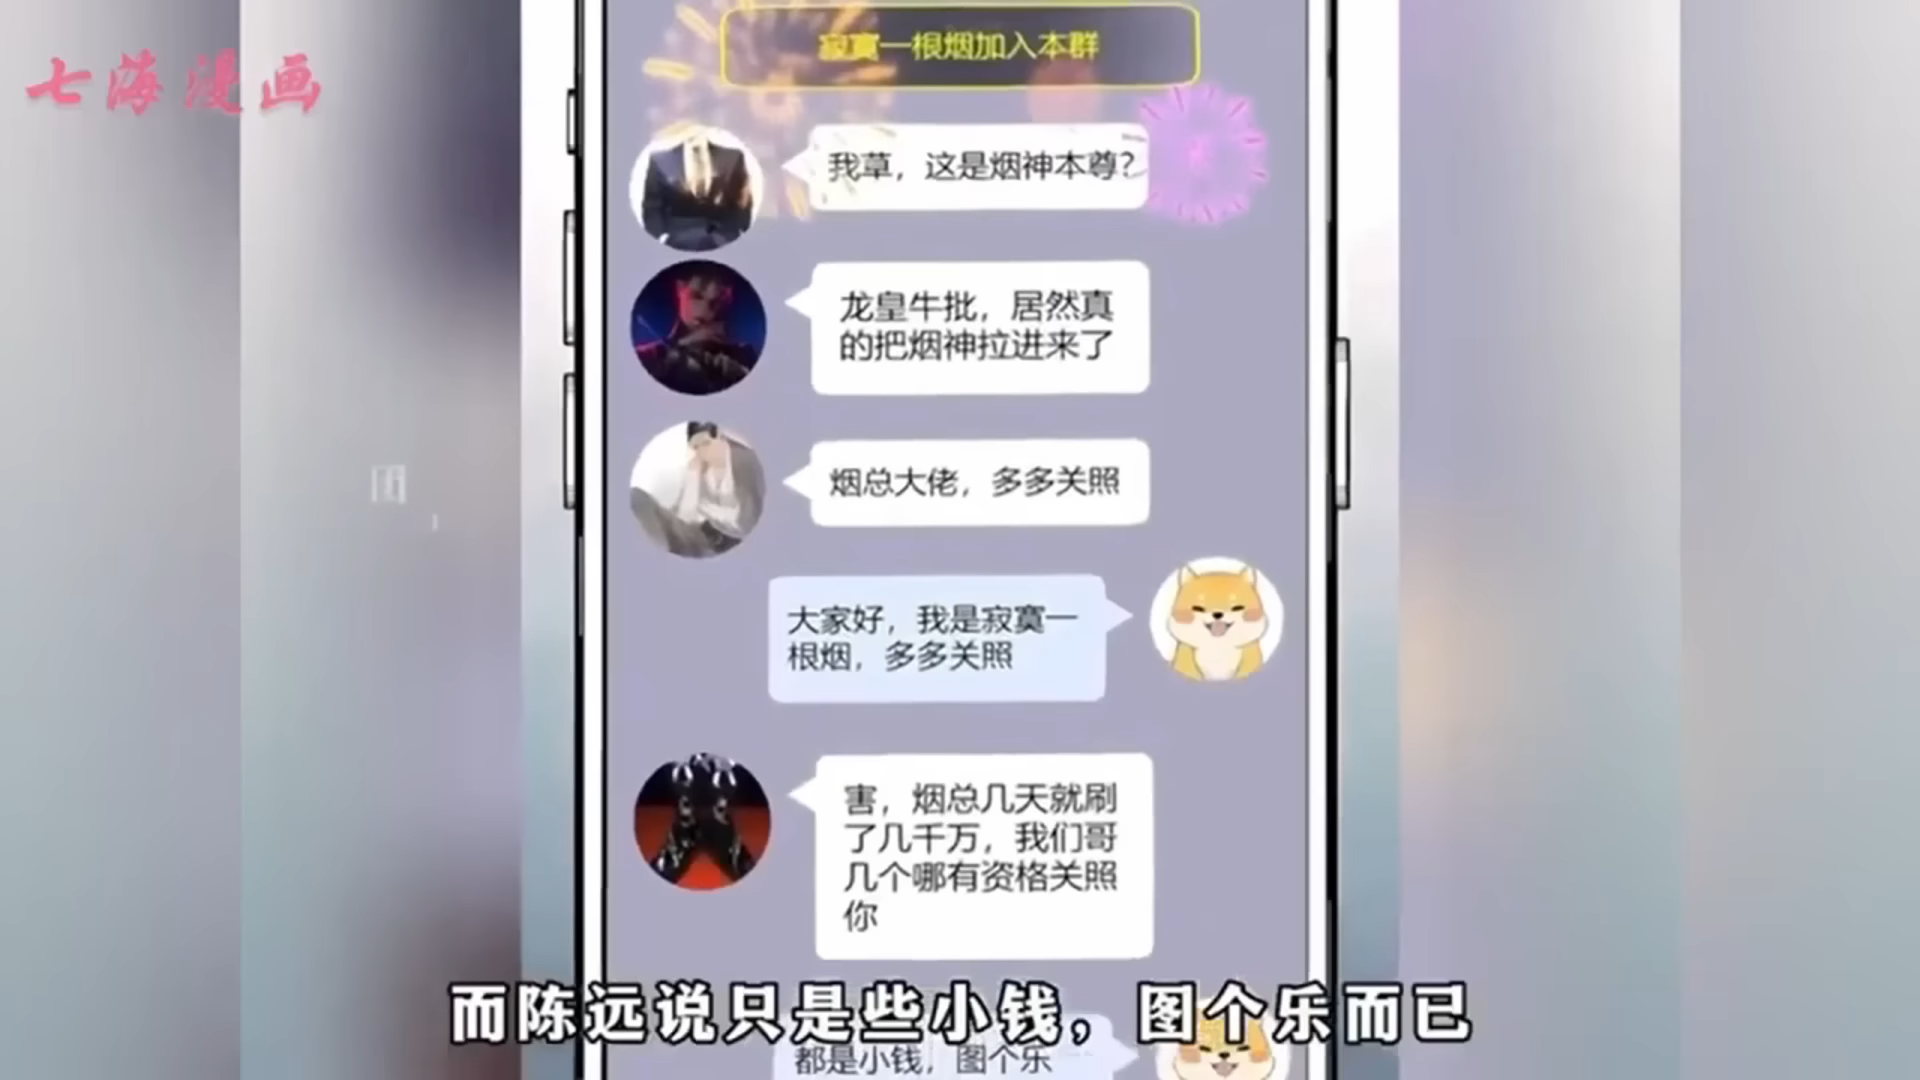 七海漫画
寂寞一根烟加入本群
我草，这是烟神本尊？
龙皇牛批，居然真
的把烟神拉进来了
烟总大佬，多多关照
大家好，我是寂寞一
根烟，多多关照
害，烟总几天就刷
了几千万，我们哥
几个哪有资格关照
你
而陈远说只是些小钱，图个乐而已
都是小钱，图个乐